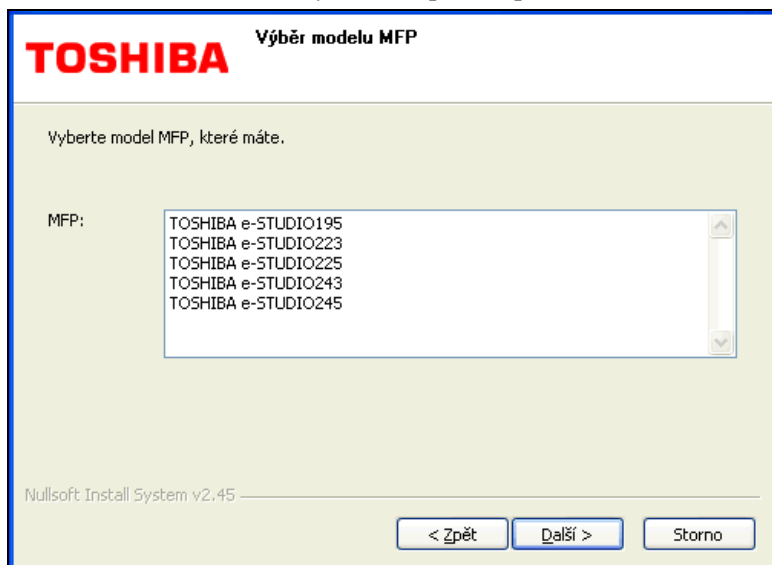 TOSHIBA
Výběr modelu MFP
Vyberte model MFP, které máte.
MFP:
TOSHIBA e-STUDIO195
TOSHIBA e-STUDIO223
TOSHIBA e-STUDIO225
TOSHIBA e-STUDIO243
TOSHIBA e-STUDIO245
Nullsoft Install System v2.45
< Zpět
Další >
Storno